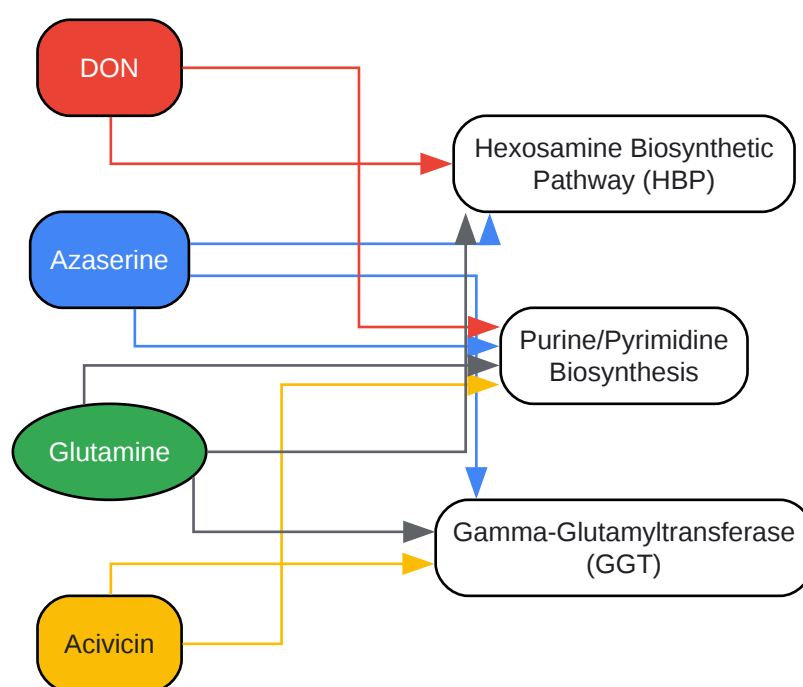 DON
Hexosamine Biosynthetic
Pathway (HBP)
Azaserine
Purine/Pyrimidine
Biosynthesis
Glutamine
Gamma-Glutamyltransferase
(GGT)
Acivicin